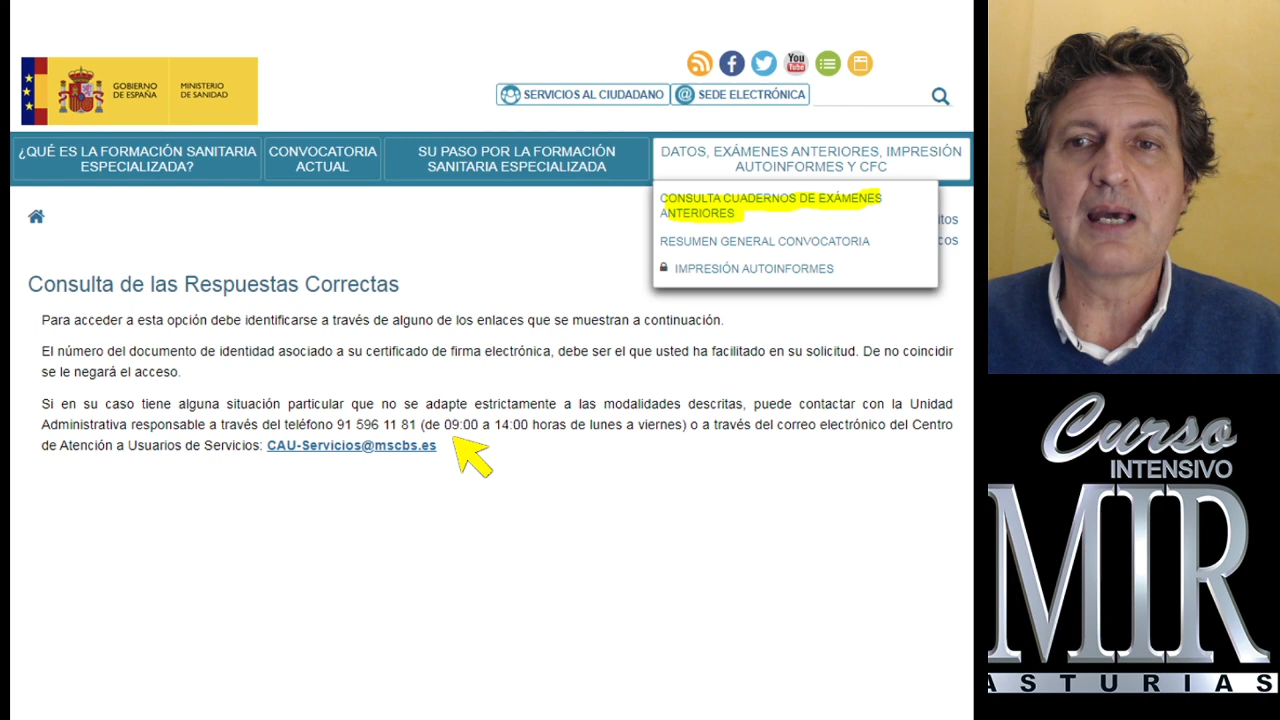 GOBIERNO
DE ESPAÑA
MINISTERIO
DE SANIDAD
You
Tube
SERVICIOS AL CIUDADANO
SEDE ELECTRÓNICA
¿QUÉ ES LA FORMACIÓN SANITARIA
ESPECIALIZADA?
CONVOCATORIA
ACTUAL
SU PASO POR LA FORMACIÓN
SANITARIA ESPECIALIZADA
DATOS, EXÁMENES ANTERIORES, IMPRESIÓN
AUTOINFORMES Y CFC
CONSULTA CUADERNOS DE EXÁMENES
ANTERIORES
RESUMEN GENERAL CONVOCATORIA
IMPRESIÓN AUTOINFORMES
Consulta de las Respuestas Correctas
Para acceder a esta opción debe identificarse a través de alguno de los enlaces que se muestran a continuación.
El número del documento de identidad asociado a su certificado de firma electrónica, debe ser el que usted ha facilitado en su solicitud. De no coincidir
se le negará el acceso.
Si en su caso tiene alguna situación particular que no se adapte estrictamente a las modalidades descritas, puede contactar con la Unidad
Administrativa responsable a través del teléfono 91 596 11 81 (de 09:00 a 14:00 horas de lunes a viernes) o a través del correo electrónico del Centro
de Atención a Usuarios de Servicios: CAU-Servicios@mscbs.es
Curso
INTENSIVO
MIR
ASTURIAS